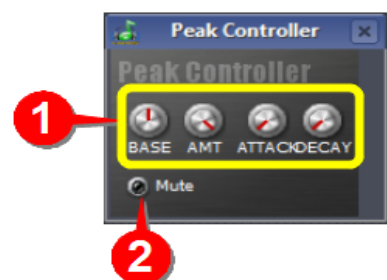 Peak Controller
Peak Controller
1
BASE AMT ATTACK DECAY
Mute
2